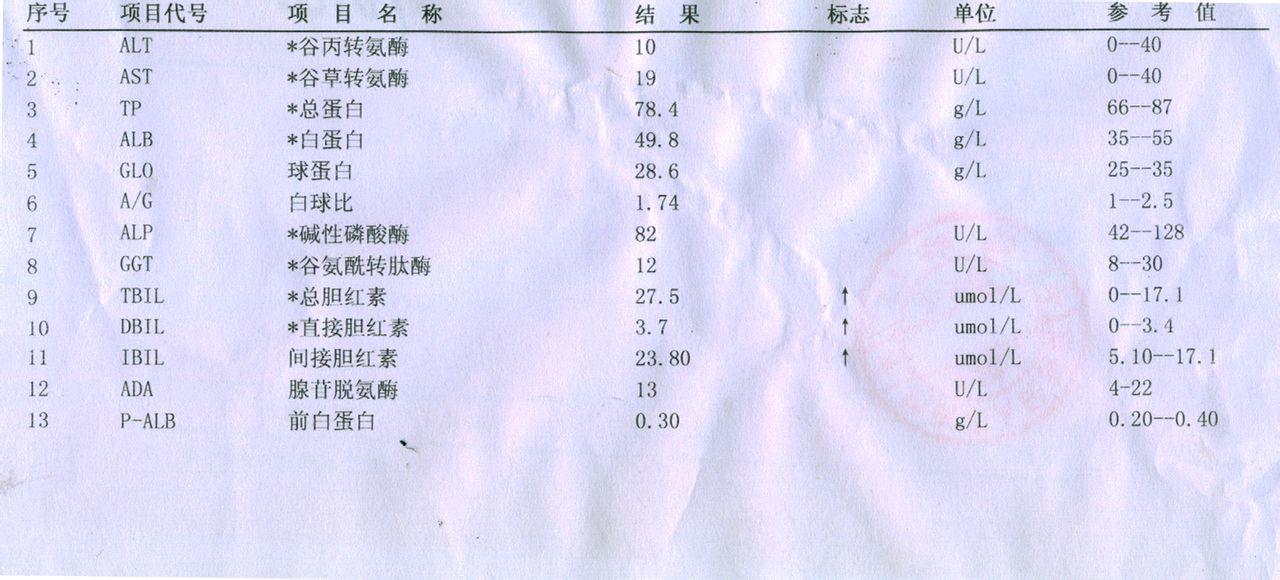 序号 项目代号 项 目 名 称 结 果 标志 单位 参 考 值
1 ALT *谷丙转氨酶 10 U/L 0--40
2 AST *谷草转氨酶 19 U/L 0--40
3 TP *总蛋白 78.4 g/L 66--87
4 ALB *白蛋白 49.8 g/L 35--55
5 GLO 球蛋白 28.6 g/L 25--35
6 A/G 白球比 1.74 1--2.5
7 ALP *碱性磷酸酶 82 U/L 42--128
8 GGT *谷氨酰转肽酶 12 U/L 8--30
9 TBIL *总胆红素 27.5 ↑ umol/L 0--17.1
10 DBIL *直接胆红素 3.7 ↑ umol/L 0--3.4
11 IBIL 间接胆红素 23.80 ↑ umol/L 5.10--17.1
12 ADA 腺苷脱氨酶 13 U/L 4-22
13 P-ALB 前白蛋白 0.30 g/L 0.20--0.40